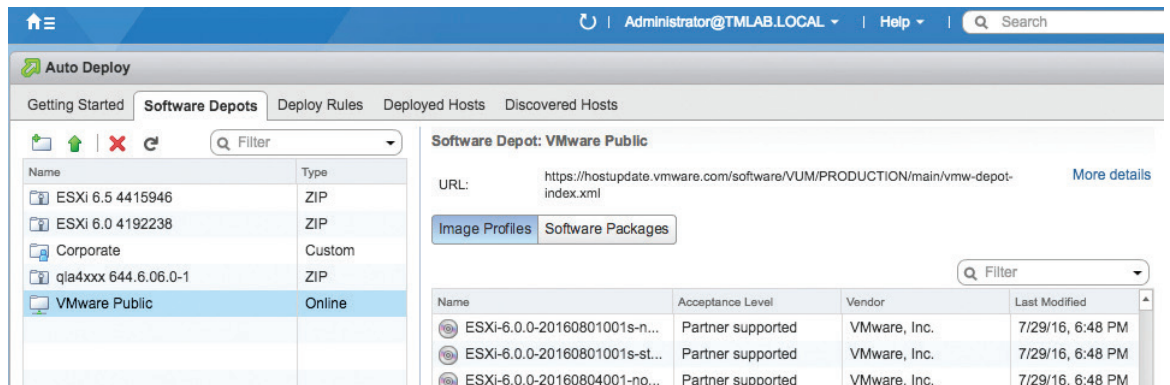 Administrator@TMLAB.LOCAL | Help | Search
Auto Deploy
Getting Started Software Depots Deploy Rules Deployed Hosts Discovered Hosts
Filter
Name Type
ESXi 6.5 4415946 ZIP
ESXi 6.0 4192238 ZIP
Corporate Custom
qla4xxx 644.6.06.0-1 ZIP
VMware Public Online
Software Depot: VMware Public
URL: https://hostupdate.vmware.com/software/VUM/PRODUCTION/main/vmw-depot-
index.xml
More details
Image Profiles Software Packages
Filter
Name Acceptance Level Vendor Last Modified
ESXi-6.0.0-20160801001s-n... Partner supported VMware, Inc. 7/29/16, 6:48 PM
ESXi-6.0.0-20160801001s-st... Partner supported VMware, Inc. 7/29/16, 6:48 PM
ESXi-6.0.0-20160804001-no... Partner supported VMware, Inc. 7/29/16, 6:48 PM